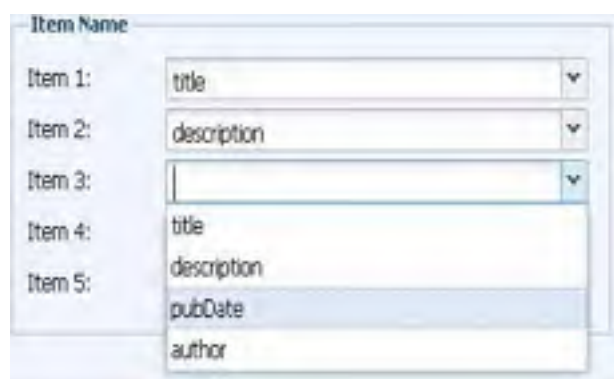 Item Name
Item 1: title
Item 2: description
Item 3:
title
Item 4:
description
Item 5:
pubDate
author